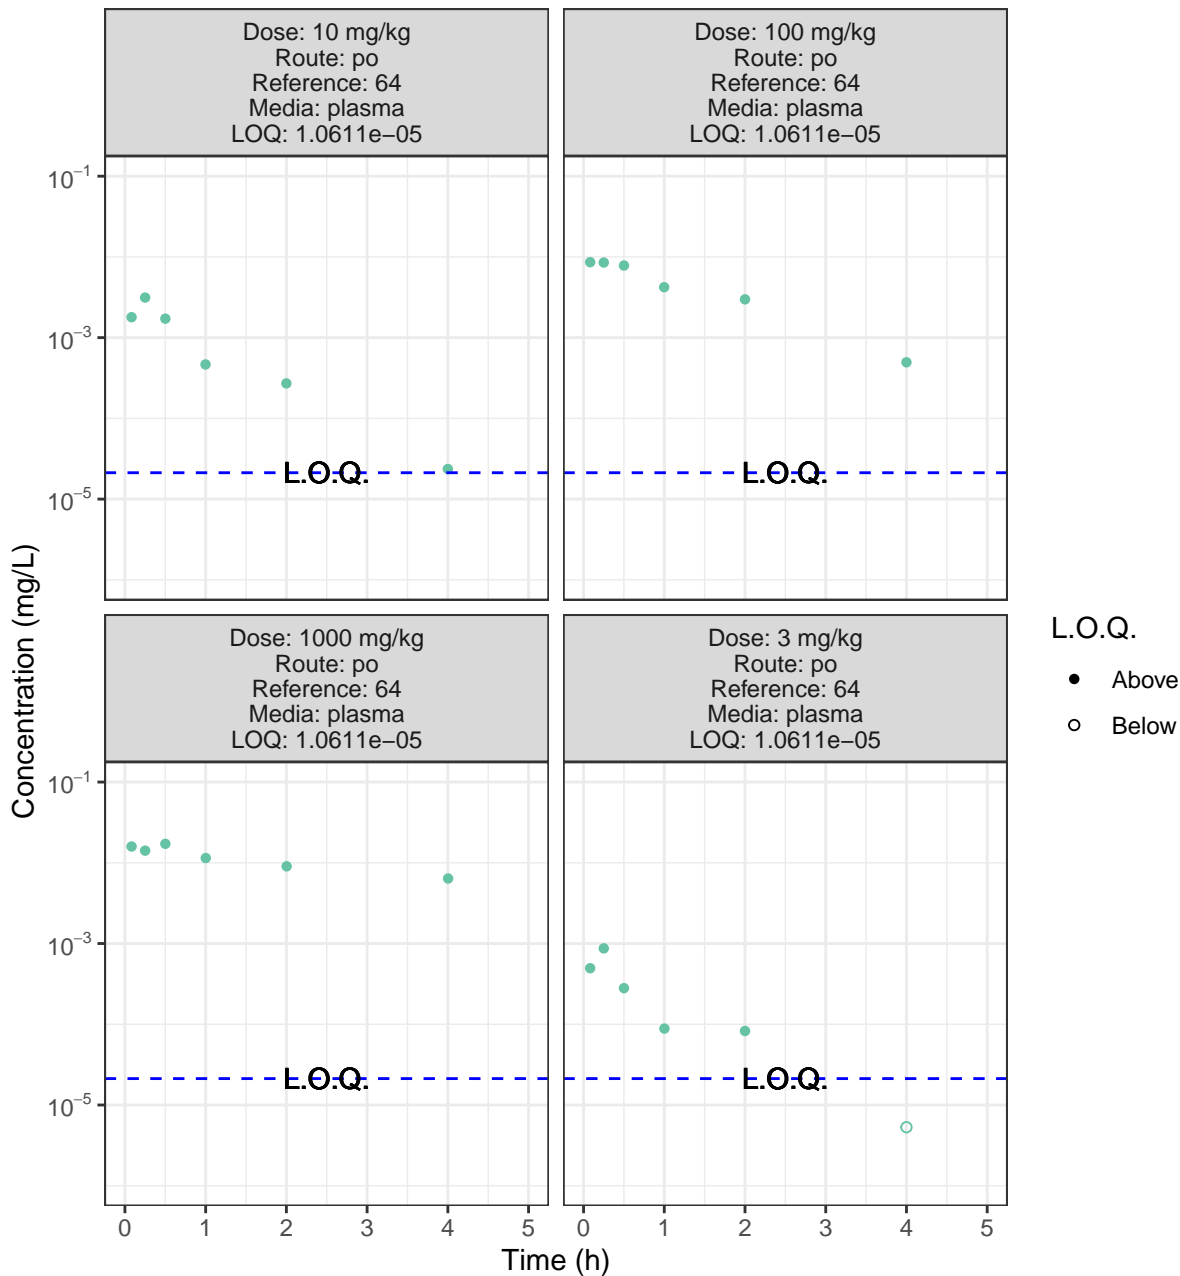 Dose: 10 mg/kg
Route: po
Reference: 64
Media: plasma
LOQ: 1.0611e−05
Dose: 100 mg/kg
Route: po
Reference: 64
Media: plasma
LOQ: 1.0611e−05
10⁻¹
10⁻³
10⁻⁵
L.O.Q.
L.O.Q.
Concentration (mg/L)
Dose: 1000 mg/kg
Route: po
Reference: 64
Media: plasma
LOQ: 1.0611e−05
Dose: 3 mg/kg
Route: po
Reference: 64
Media: plasma
LOQ: 1.0611e−05
10⁻¹
10⁻³
10⁻⁵
L.O.Q.
L.O.Q.
0 1 2 3 4 5
0 1 2 3 4 5
Time (h)
L.O.Q.
Above
Below